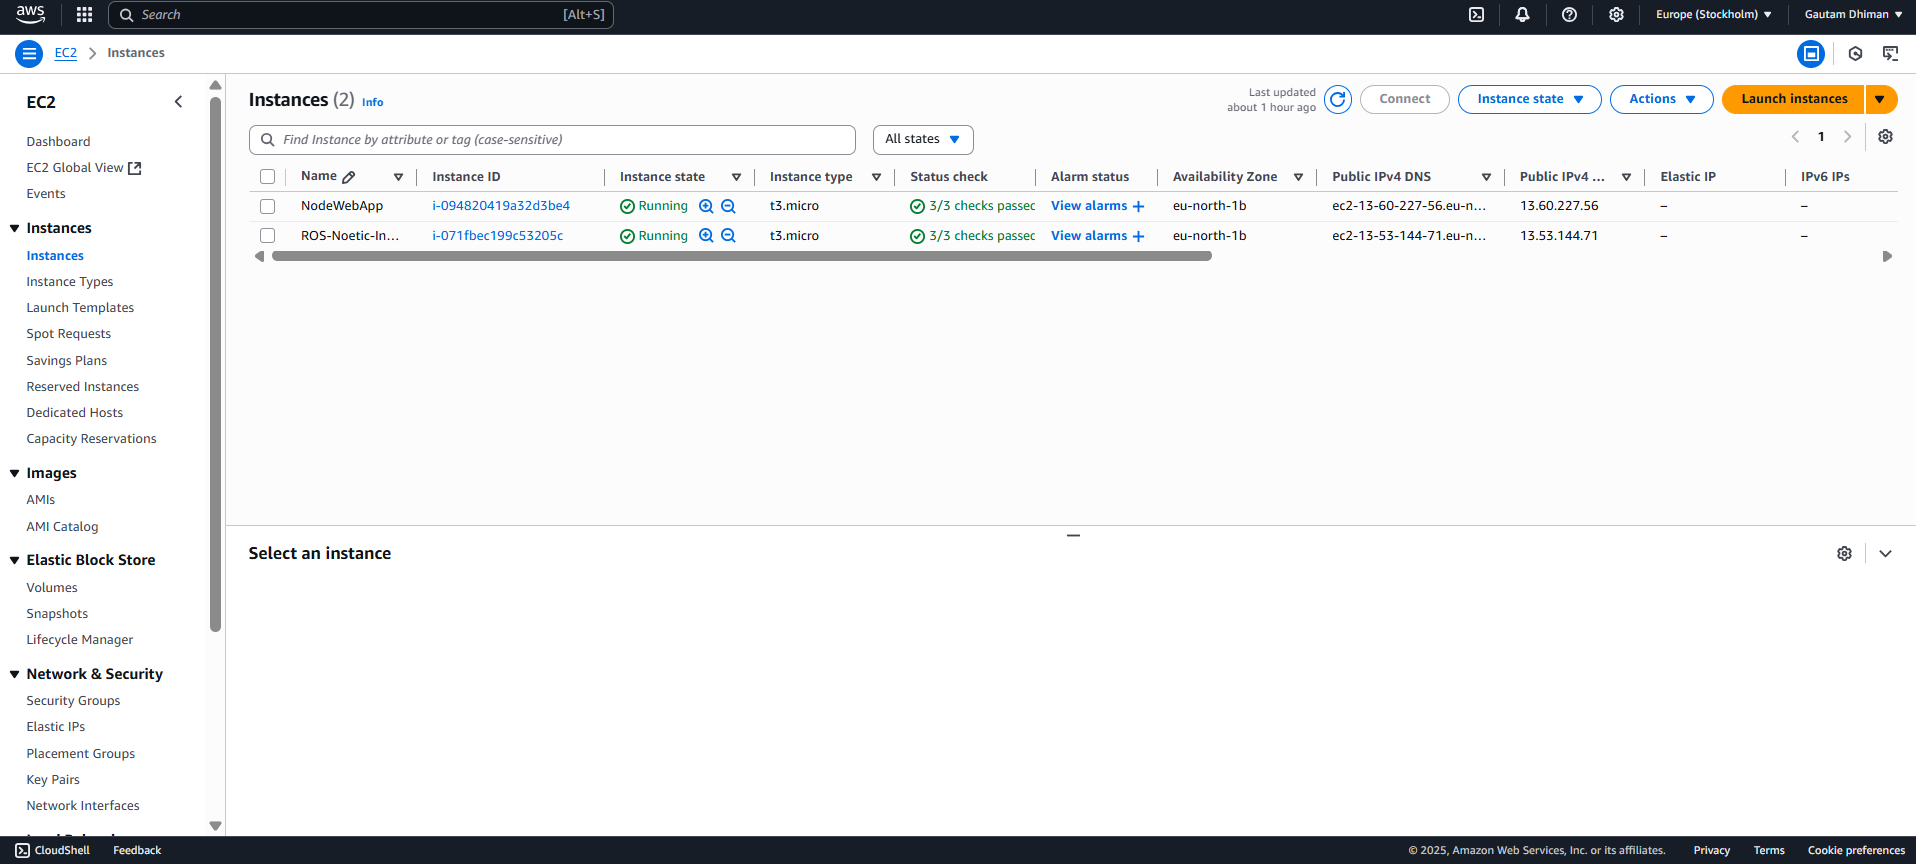 aws
Search [Alt+S]
Europe (Stockholm)
Gautam Dhiman
EC2 Instances
EC2
Dashboard
EC2 Global View
Events
Instances
Instances
Instance Types
Launch Templates
Spot Requests
Savings Plans
Reserved Instances
Dedicated Hosts
Capacity Reservations
Images
AMIs
AMI Catalog
Elastic Block Store
Volumes
Snapshots
Lifecycle Manager
Network & Security
Security Groups
Elastic IPs
Placement Groups
Key Pairs
Network Interfaces
Instances (2) Info
Last updated
about 1 hour ago
Connect
Instance state
Actions
Launch instances
Find Instance by attribute or tag (case-sensitive)
All states
1
Name Instance ID Instance state Instance type Status check Alarm status Availability Zone Public IPv4 DNS Public IPv4 ... Elastic IP IPv6 IPs
NodeWebApp i-094820419a32d3be4 Running t3.micro 3/3 checks passed View alarms + eu-north-1b ec2-13-60-227-56.eu-n... 13.60.227.56 – –
ROS-Noetic-In... i-071fbec199c53205c Running t3.micro 3/3 checks passed View alarms + eu-north-1b ec2-13-53-144-71.eu-n... 13.53.144.71 – –
Select an instance
CloudShell Feedback
© 2025, Amazon Web Services, Inc. or its affiliates. Privacy Terms Cookie preferences